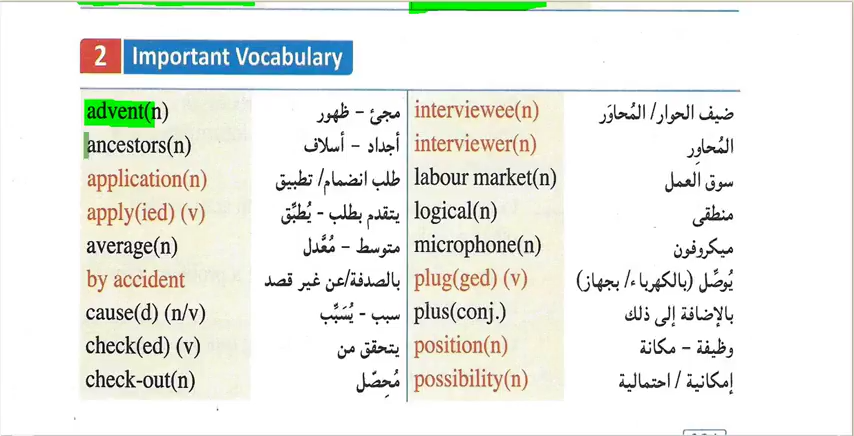 2 Important Vocabulary
advent(n) مجئ - ظهور
ancestors(n) أجداد - أسلاف
application(n) طلب انضمام/ تطبيق
apply(ied) (v) يتقدم بطلب - يُطبِّق
average(n) متوسط - مُعَّدل
by accident بالصدفة/عن غير قصد
cause(d) (n/v) سبب - يُسَبِّب
check(ed) (v) يتحقق من
check-out(n) مُحِصّل
interviewee(n) ضيف الحوار/ المُحاوَر
interviewer(n) المُحاوِر
labour market(n) سوق العمل
logical(n) منطقى
microphone(n) ميكروفون
plug(ged) (v) يُوصِّل (بالكهرباء/ بجهاز)
plus(conj.) بالإضافة إلى ذلك
position(n) وظيفة - مكانة
possibility(n) إمكانية / احتمالية